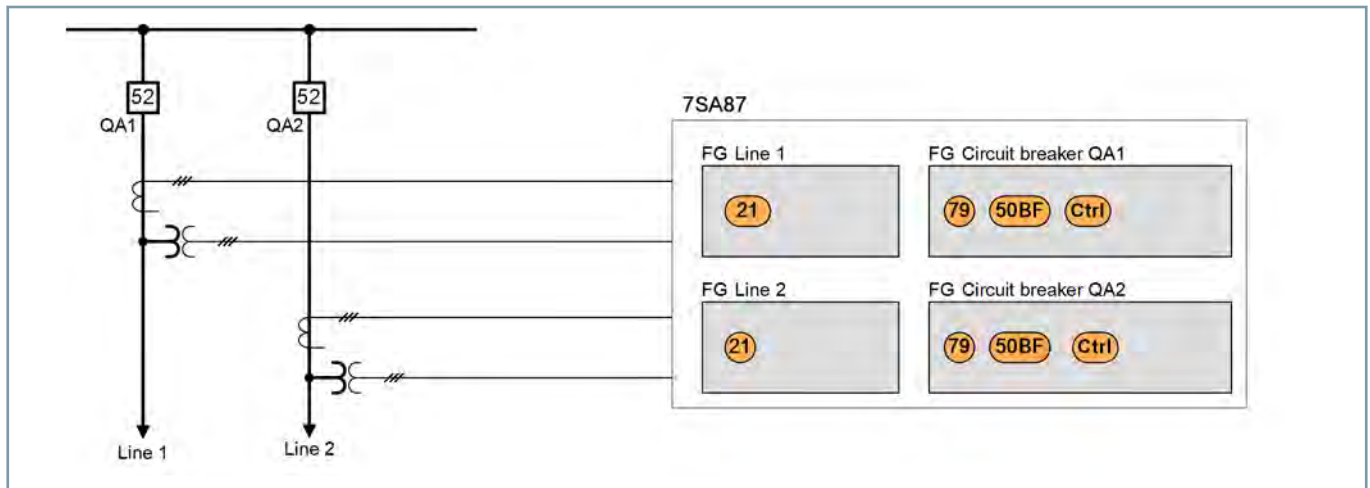 52
52
QA1
QA2
Line 1
Line 2
7SA87
FG Line 1
21
FG Circuit breaker QA1
79 50BF Ctrl
FG Line 2
21
FG Circuit breaker QA2
79 50BF Ctrl